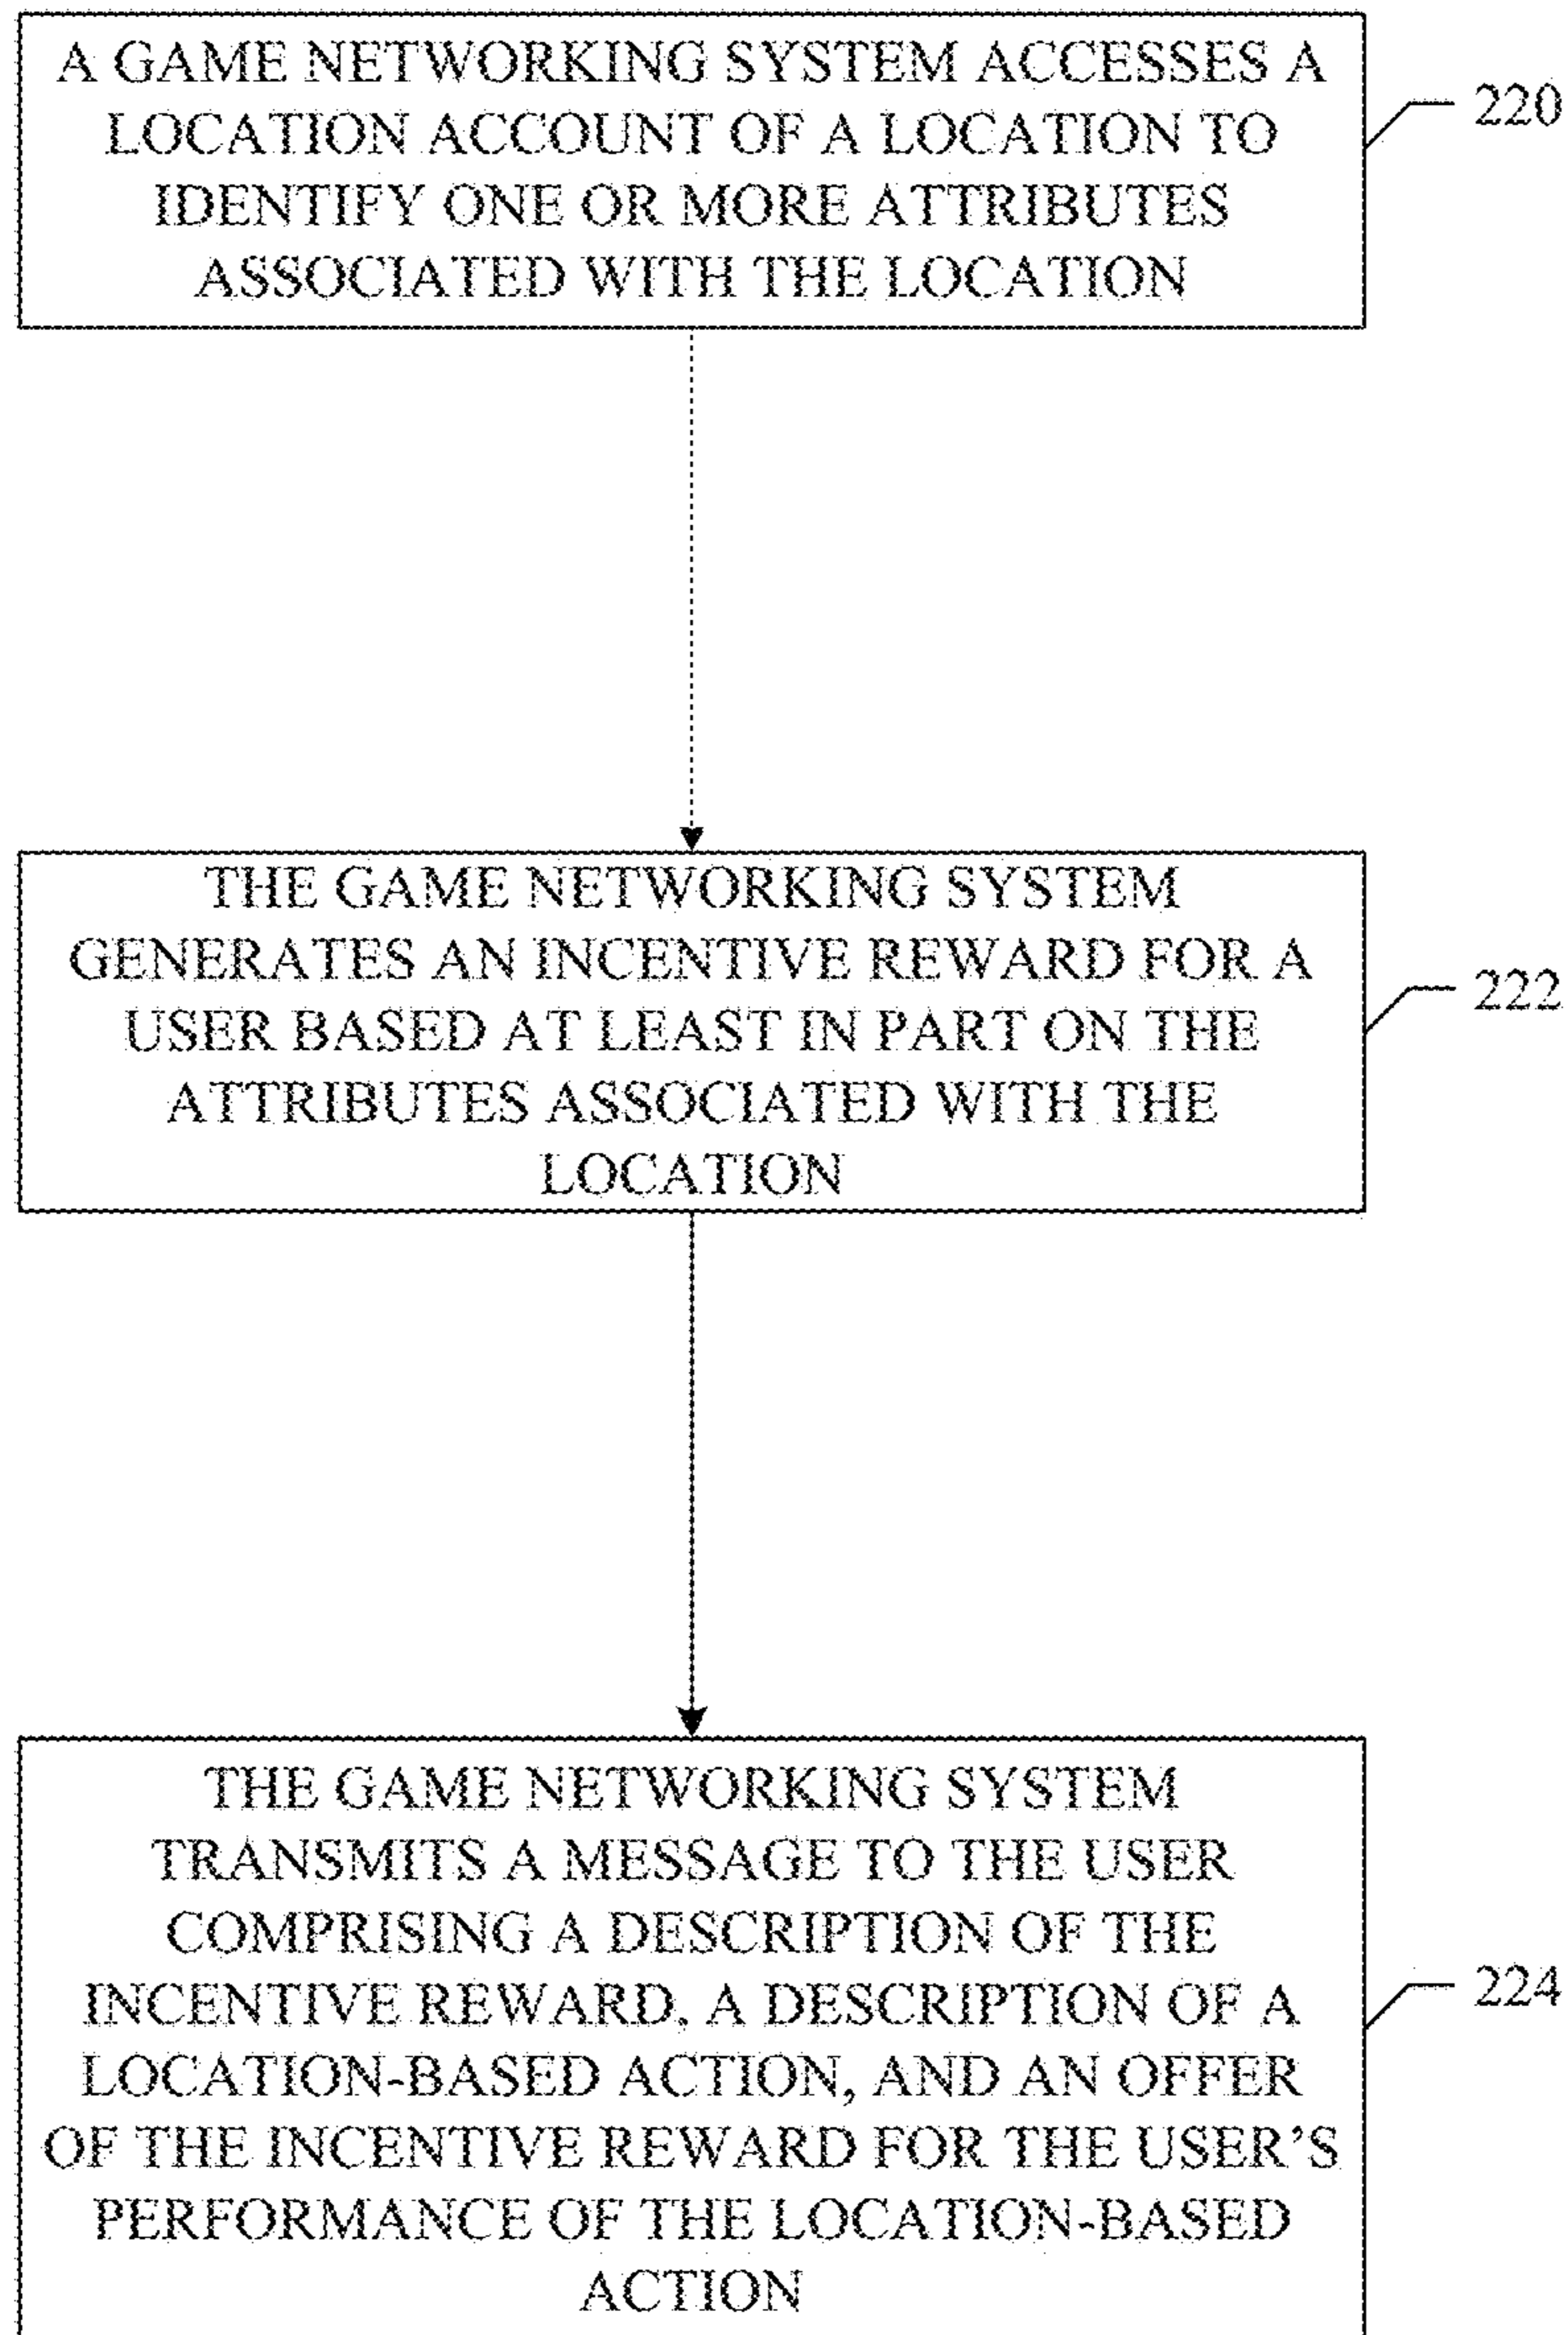 A GAME NETWORKING SYSTEM ACCESSES A
LOCATION ACCOUNT OF A LOCATION TO
IDENTIFY ONE OR MORE ATTRIBUTES
ASSOCIATED WITH THE LOCATION
220
THE GAME NETWORKING SYSTEM
GENERATES AN INCENTIVE REWARD FOR A
USER BASED AT LEAST IN PART ON THE
ATTRIBUTES ASSOCIATED WITH THE
LOCATION
222
THE GAME NETWORKING SYSTEM
TRANSMITS A MESSAGE TO THE USER
COMPRISING A DESCRIPTION OF THE
INCENTIVE REWARD, A DESCRIPTION OF A
LOCATION-BASED ACTION, AND AN OFFER
OF THE INCENTIVE REWARD FOR THE USER’S
PERFORMANCE OF THE LOCATION-BASED
ACTION
224